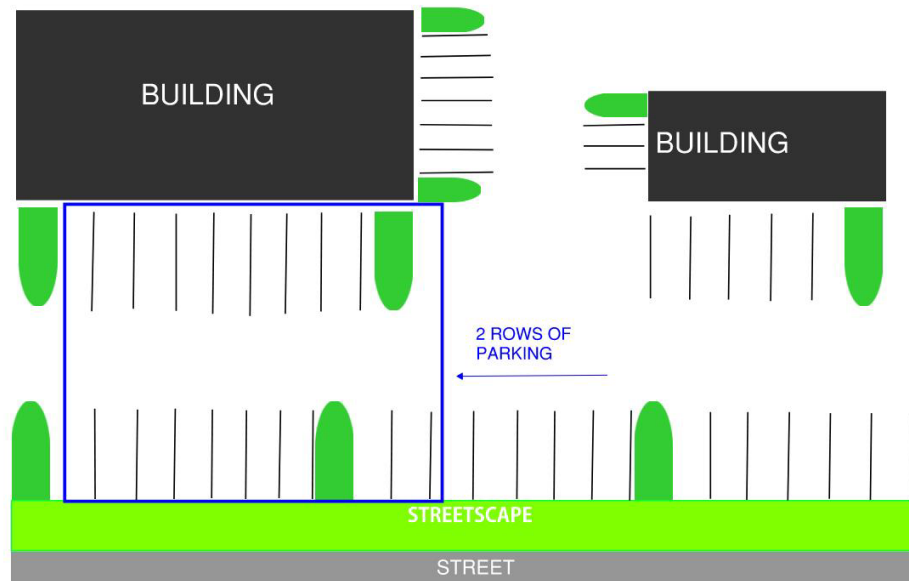 BUILDING
BUILDING
2 ROWS OF
PARKING
STREETSCAPE
STREET